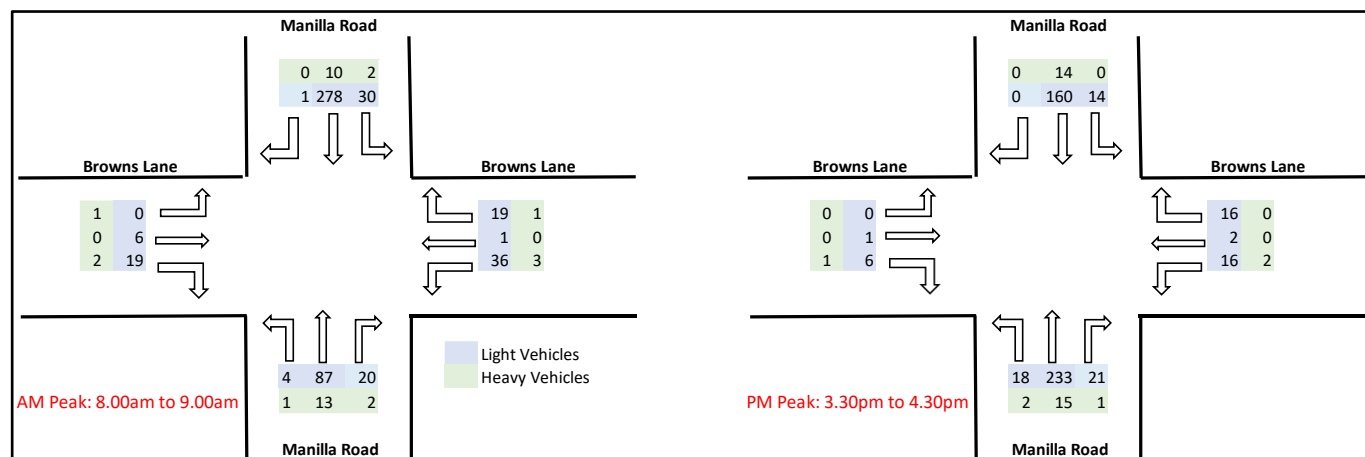 Manilla Road
0 10 2
1 278 30
Browns Lane
Browns Lane
1 0
0 6
2 19
19 1
1 0
36 3
4 87 20
1 13 2
Manilla Road
AM Peak: 8.00am to 9.00am
Light Vehicles
Heavy Vehicles
Manilla Road
0 14 0
0 160 14
Browns Lane
Browns Lane
0 0
0 1
1 6
16 0
2 0
16 2
18 233 21
2 15 1
Manilla Road
PM Peak: 3.30pm to 4.30pm